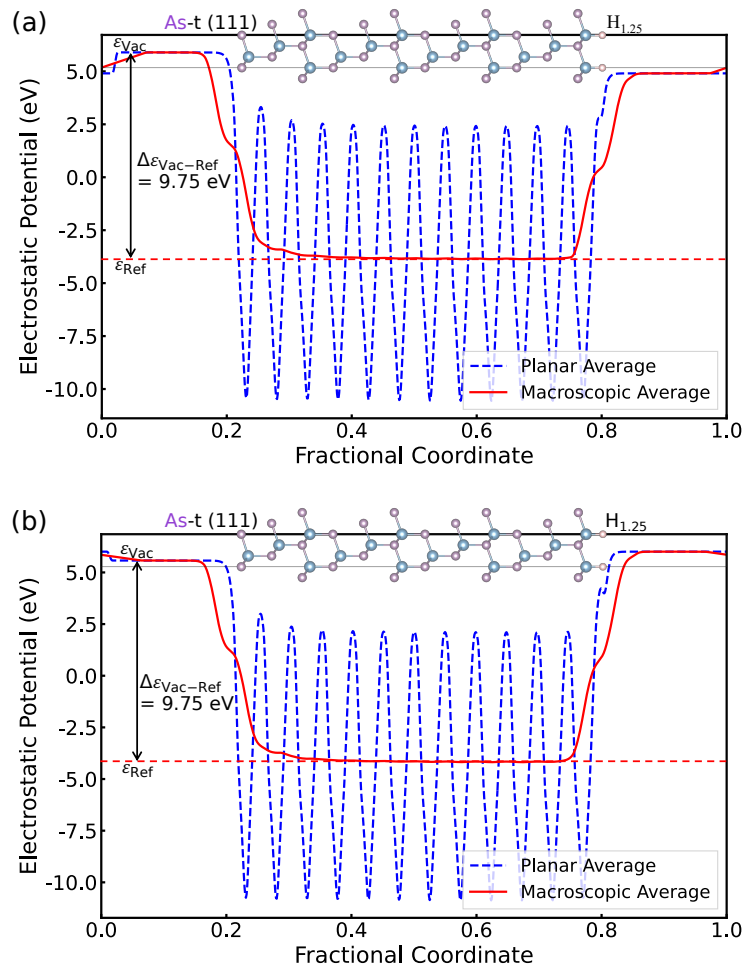 (a)
As-t (111)
H1.25
εVac
5.0
2.5
0.0
-2.5
-5.0
-7.5
-10.0
Electrostatic Potential (eV)
ΔεVac−Ref
= 9.75 eV
εRef
Planar Average
Macroscopic Average
0.0 0.2 0.4 0.6 0.8 1.0
Fractional Coordinate
(b)
As-t (111)
H1.25
εVac
5.0
2.5
0.0
-2.5
-5.0
-7.5
-10.0
Electrostatic Potential (eV)
ΔεVac−Ref
= 9.75 eV
εRef
Planar Average
Macroscopic Average
0.0 0.2 0.4 0.6 0.8 1.0
Fractional Coordinate